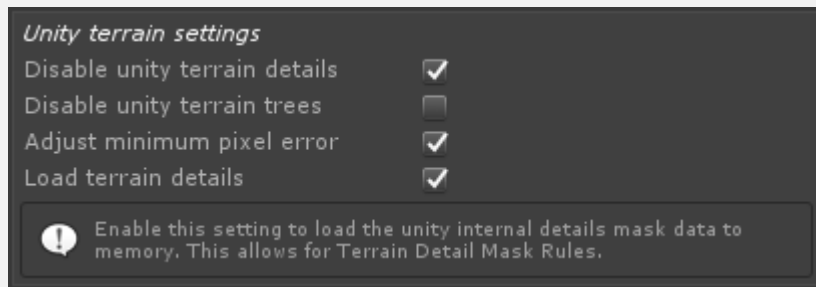 Unity terrain settings
Disable unity terrain details
Disable unity terrain trees
Adjust minimum pixel error
Load terrain details
Enable this setting to load the unity internal details mask data to
memory. This allows for Terrain Detail Mask Rules.